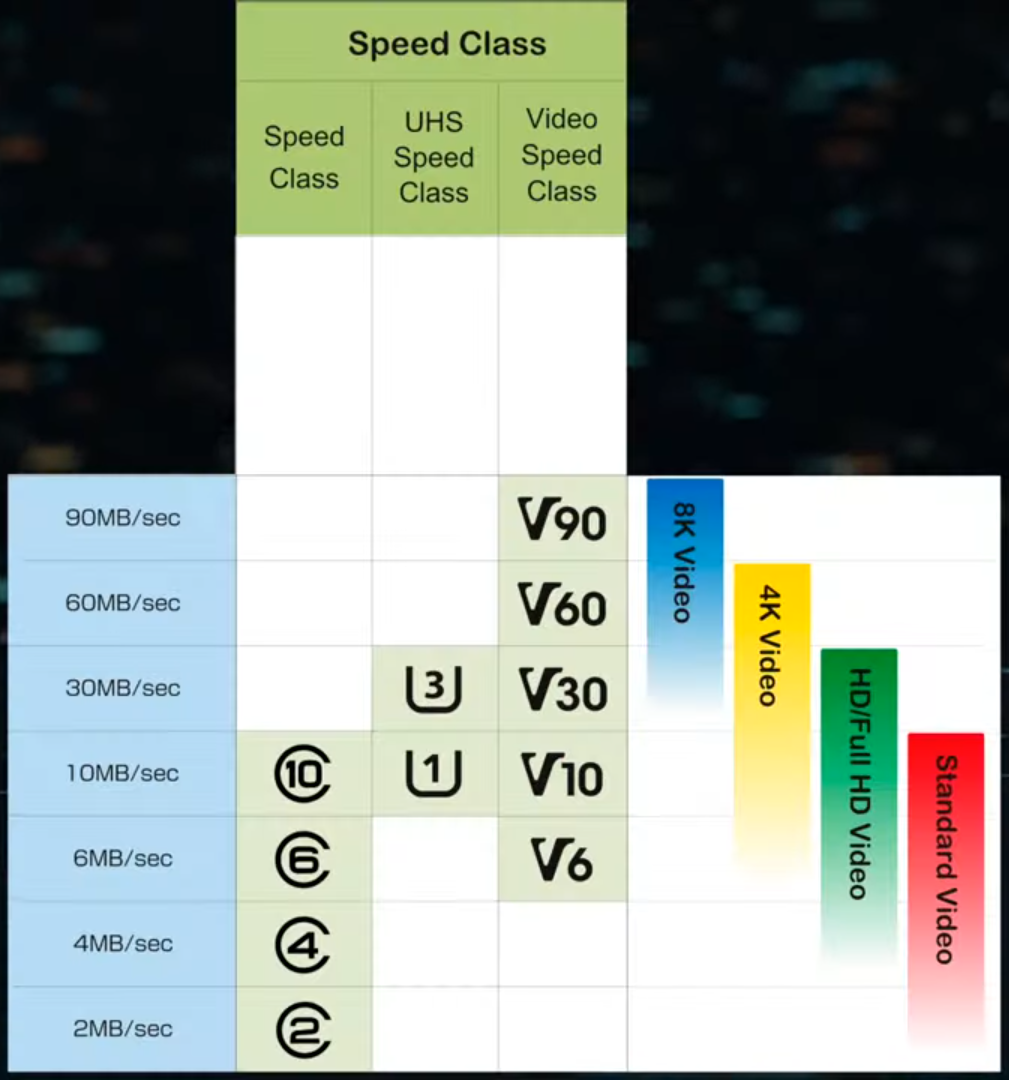 Speed Class
Speed
Class
UHS
Speed
Class
Video
Speed
Class
90MB/sec
V90
60MB/sec
V60
30MB/sec
3
V30
10MB/sec
10
1
V10
6MB/sec
6
V6
4MB/sec
4
2MB/sec
2
8K Video
4K Video
HD/Full HD Video
Standard Video